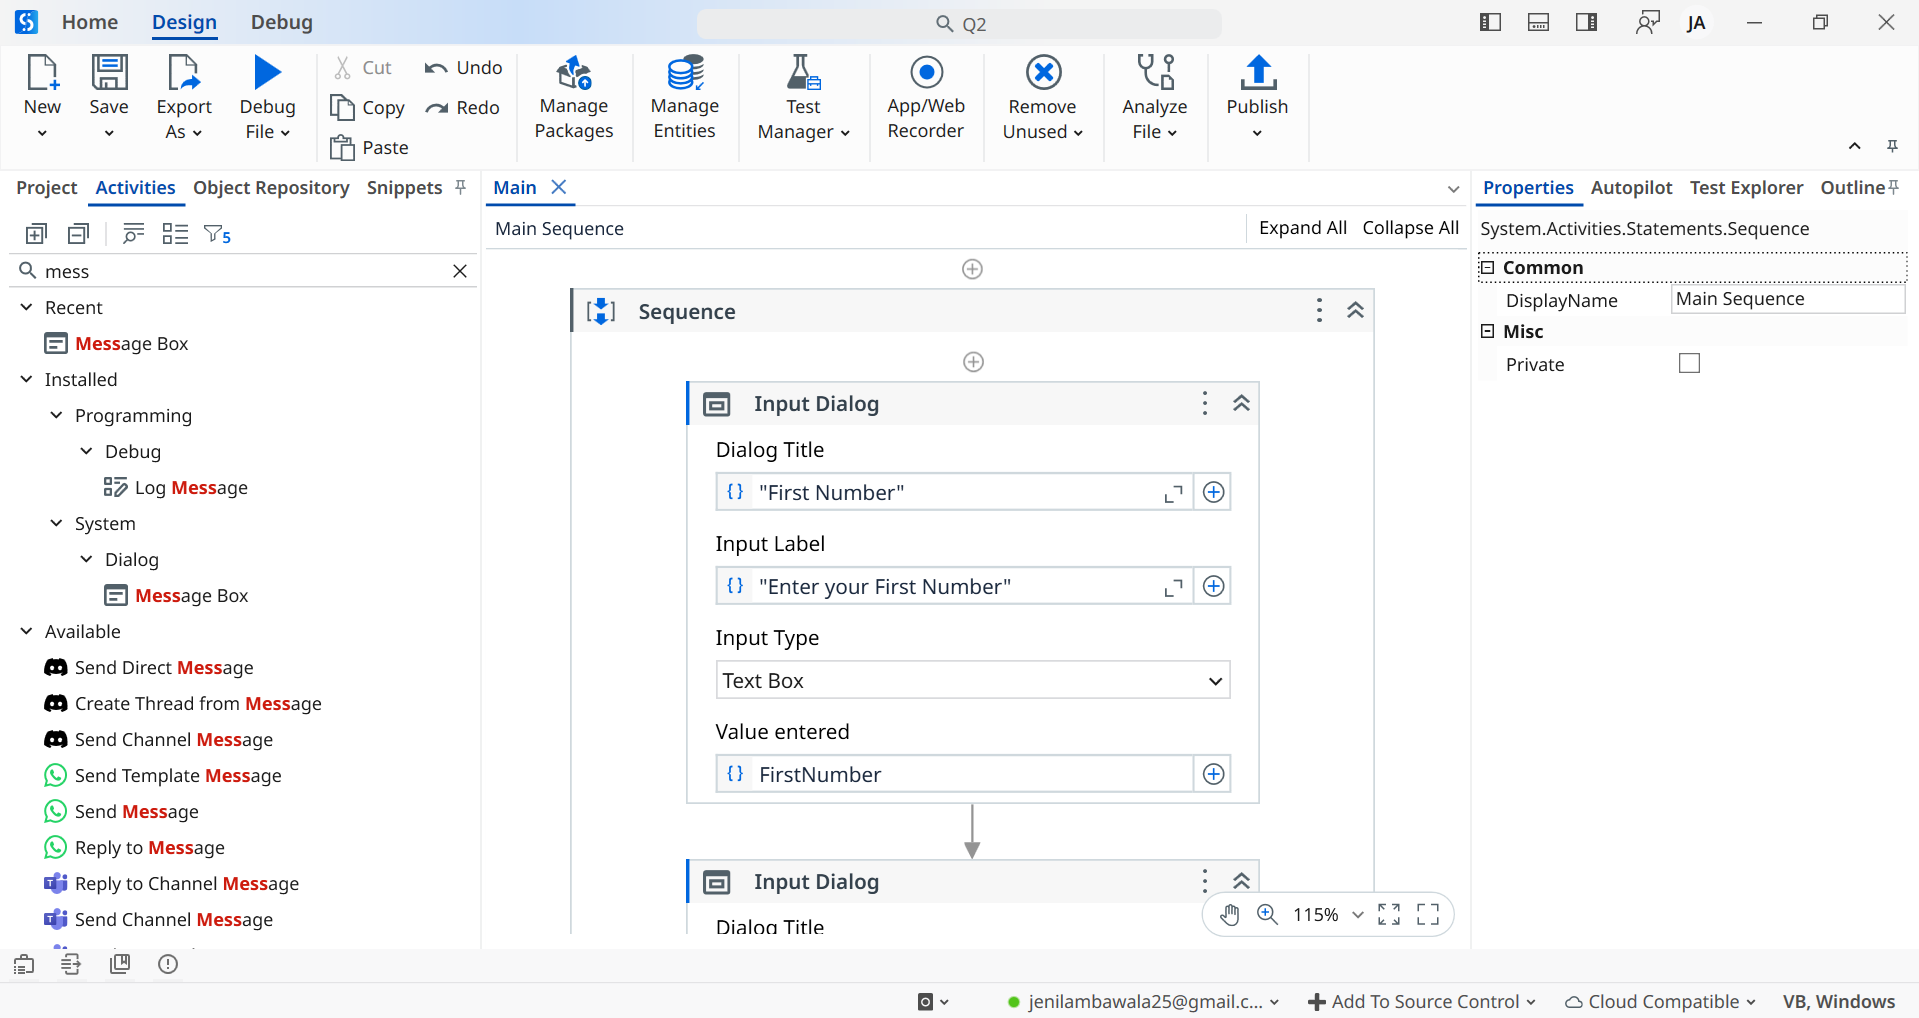 Home Design Debug
Q2
JA
New
Save
Export As
Debug File
Cut
Copy
Paste
Undo
Redo
Manage Packages
Manage Entities
Test Manager
App/Web Recorder
Remove Unused
Analyze File
Publish
Project Activities Object Repository Snippets
5
mess
Recent
Message Box
Installed
Programming
Debug
Log Message
System
Dialog
Message Box
Available
Send Direct Message
Create Thread from Message
Send Channel Message
Send Template Message
Send Message
Reply to Message
Reply to Channel Message
Send Channel Message
Main
Main Sequence
Expand All Collapse All
Sequence
Input Dialog
Dialog Title
"First Number"
Input Label
"Enter your First Number"
Input Type
Text Box
Value entered
FirstNumber
Input Dialog
Dialog Title
115%
Properties Autopilot Test Explorer Outline
System.Activities.Statements.Sequence
Common
DisplayName Main Sequence
Misc
Private
jenilambawala25@gmail.c... Add To Source Control Cloud Compatible VB, Windows